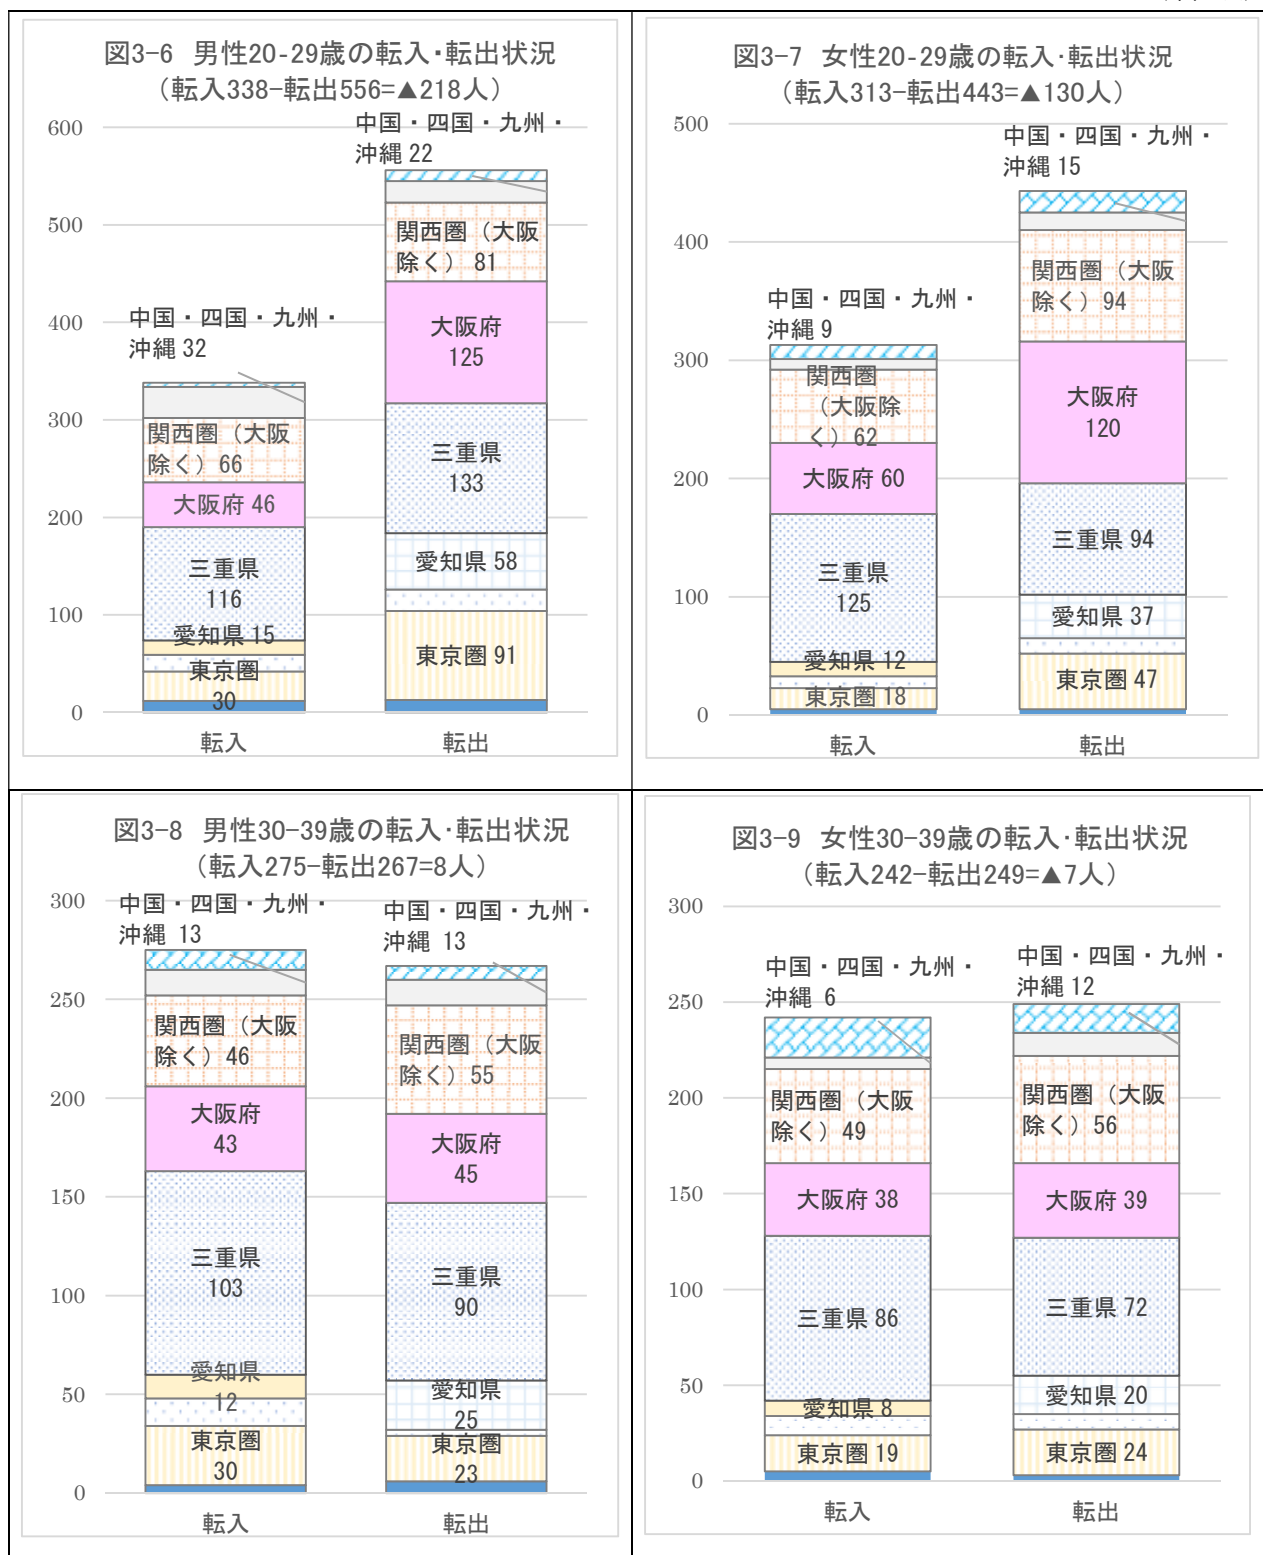 図3-6 男性20-29歳の転入･転出状況
（転入338-転出556=▲218人）
600
500
400
300
200
100
0
中国・四国・九州・
沖縄 32
関西圏（大阪
除く）66
大阪府 46
三重県
116
愛知県 15
東京圏
30
転入
中国・四国・九州・
沖縄 22
関西圏（大阪
除く） 81
大阪府
125
三重県
133
愛知県 58
東京圏 91
転出
図3-7 女性20-29歳の転入･転出状況
（転入313-転出443=▲130人）
500
400
300
200
100
0
中国・四国・九州・
沖縄 9
関西圏
（大阪除
く）62
大阪府 60
三重県
125
愛知県 12
東京圏 18
転入
中国・四国・九州・
沖縄 15
関西圏（大阪
除く）94
大阪府
120
三重県 94
愛知県 37
東京圏 47
転出
図3-8 男性30-39歳の転入･転出状況
（転入275-転出267=8人）
300
250
200
150
100
50
0
中国・四国・九州・
沖縄 13
関西圏（大阪
除く）46
大阪府
43
三重県
103
愛知県
12
東京圏
30
転入
中国・四国・九州・
沖縄 13
関西圏（大阪
除く）55
大阪府
45
三重県
90
愛知県
25
東京圏
23
転出
図3-9 女性30-39歳の転入･転出状況
（転入242-転出249=▲7人）
300
250
200
150
100
50
0
中国・四国・九州・
沖縄 6
関西圏（大阪
除く）49
大阪府 38
三重県 86
愛知県 8
東京圏 19
転入
中国・四国・九州・
沖縄 12
関西圏（大阪
除く）56
大阪府 39
三重県 72
愛知県 20
東京圏 24
転出